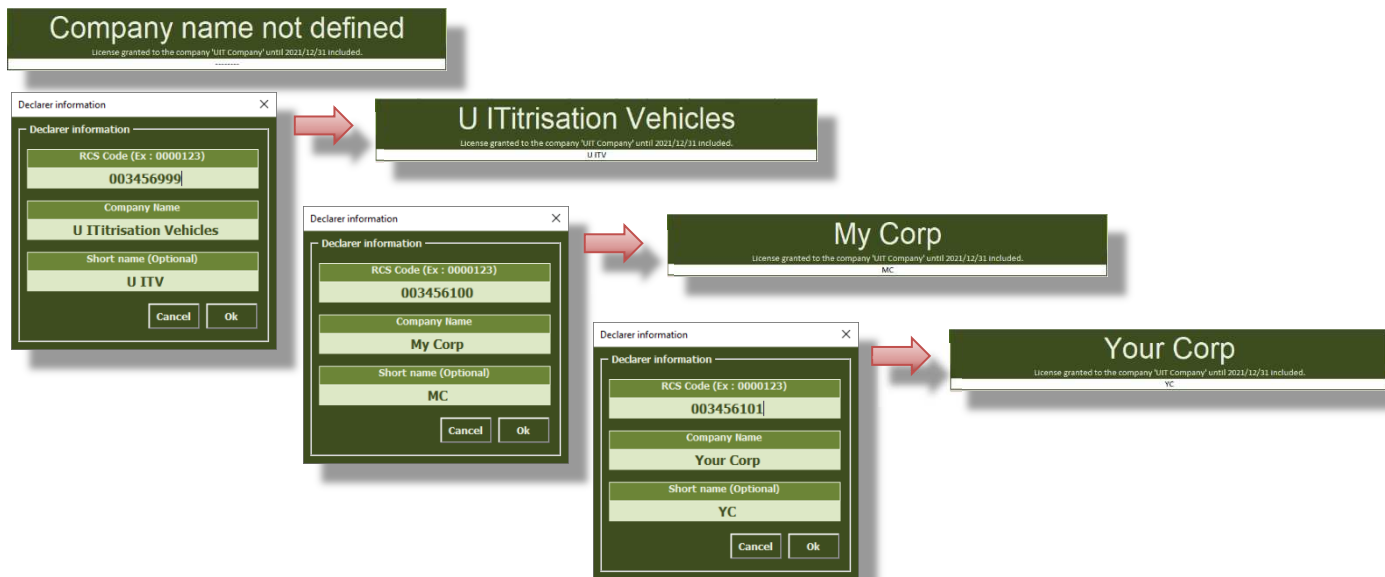 Company name not defined
License granted to the company 'UIT Company' until 2021/12/31 included.
--------
Declarer information
Declarer information
RCS Code (Ex : 0000123)
003456999
Company Name
U ITitrisation Vehicles
Short name (Optional)
U ITV
Cancel Ok
U ITitrisation Vehicles
License granted to the company 'UIT Company' until 2021/12/31 included.
U ITV
Declarer information
Declarer information
RCS Code (Ex : 0000123)
003456100
Company Name
My Corp
Short name (Optional)
MC
Cancel Ok
My Corp
License granted to the company 'UIT Company' until 2021/12/31 included.
MC
Declarer information
Declarer information
RCS Code (Ex : 0000123)
003456101
Company Name
Your Corp
Short name (Optional)
YC
Cancel Ok
Your Corp
License granted to the company 'UIT Company' until 2021/12/31 included.
YC